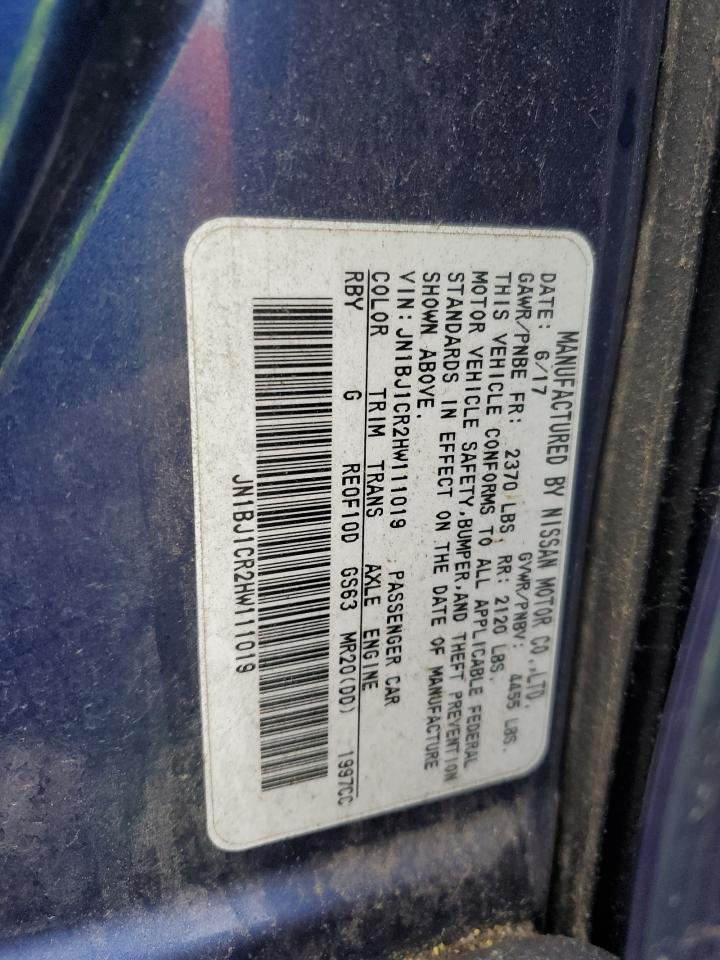 MANUFACTURED BY NISSAN MOTOR CO.,LTD.
DATE: 6/17 GVWR/PNBV: 4455 LBS.
GAWR/PNBE FR: 2370 LBS; RR: 2120 LBS.
THIS VEHICLE CONFORMS TO ALL APPLICABLE FEDERAL
MOTOR VEHICLE SAFETY,BUMPER,AND THEFT PREVENTION
STANDARDS IN EFFECT ON THE DATE OF MANUFACTURE
SHOWN ABOVE.
VIN: JN1BJ1CR2HW111019 PASSENGER CAR
COLOR TRIM TRANS AXLE ENGINE
RBY G RE0F10D GS63 MR20(DD) 1997CC
JN1BJ1CR2HW111019